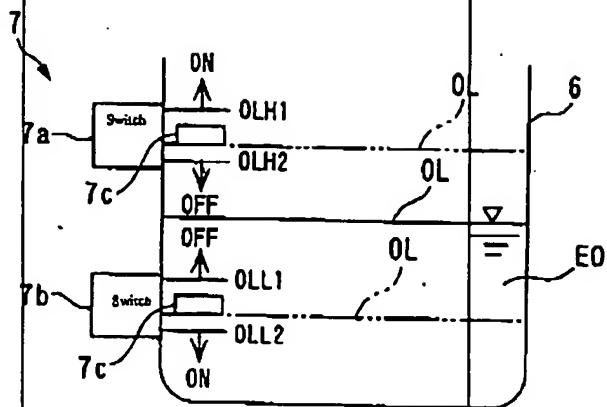 7
ON
OLH1
OL
6
Switch
7a
7c
OLH2
OFF
OL
OFF
OLL1
OL
EO
7b
Switch
7c
OLL2
ON